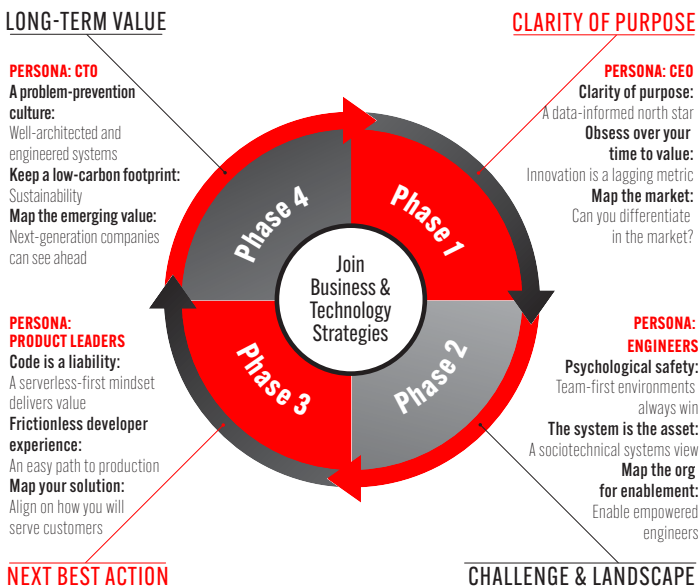 LONG-TERM VALUE
PERSONA: CTO
A problem-prevention
culture:
Well-architected and
engineered systems
Keep a low-carbon footprint:
Sustainability
Map the emerging value:
Next-generation companies
can see ahead
CLARITY OF PURPOSE
PERSONA: CEO
Clarity of purpose:
A data-informed north star
Obsess over your
time to value:
Innovation is a lagging metric
Map the market:
Can you differentiate
in the market?
Phase 4
Phase 1
Join
Business &
Technology
Strategies
Phase 3
Phase 2
PERSONA:
PRODUCT LEADERS
Code is a liability:
A serverless-first mindset
delivers value
Frictionless developer
experience:
An easy path to production
Map your solution:
Align on how you will
serve customers
NEXT BEST ACTION
PERSONA:
ENGINEERS
Psychological safety:
Team-first environments
always win
The system is the asset:
A sociotechnical systems view
Map the org
for enablement:
Enable empowered
engineers
CHALLENGE & LANDSCAPE